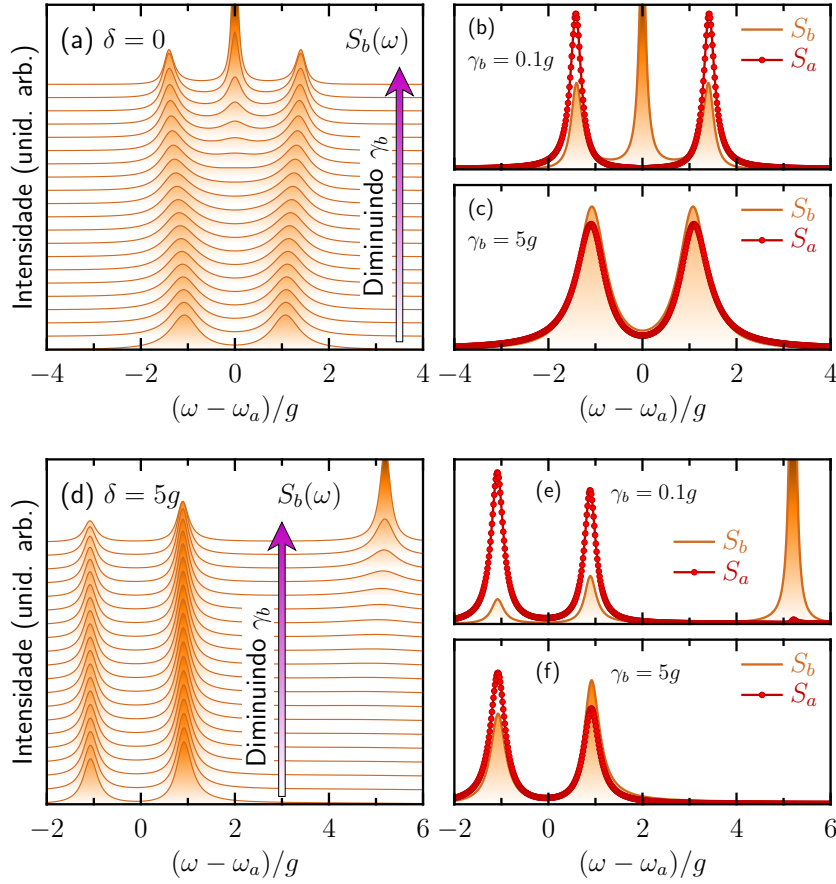 (a) δ = 0
S_b(ω)
Diminuindo γ_b
Intensidade (unid. arb.)
−4 −2 0 2 4
(ω − ω_a)/g
(b)
γ_b = 0.1g
S_b
S_a
(c)
γ_b = 5g
S_b
S_a
−4 −2 0 2 4
(ω − ω_a)/g
(d) δ = 5g
S_b(ω)
Diminuindo γ_b
Intensidade (unid. arb.)
−2 0 2 4 6
(ω − ω_a)/g
(e)
γ_b = 0.1g
S_b
S_a
(f)
γ_b = 5g
S_b
S_a
−2 0 2 4 6
(ω − ω_a)/g